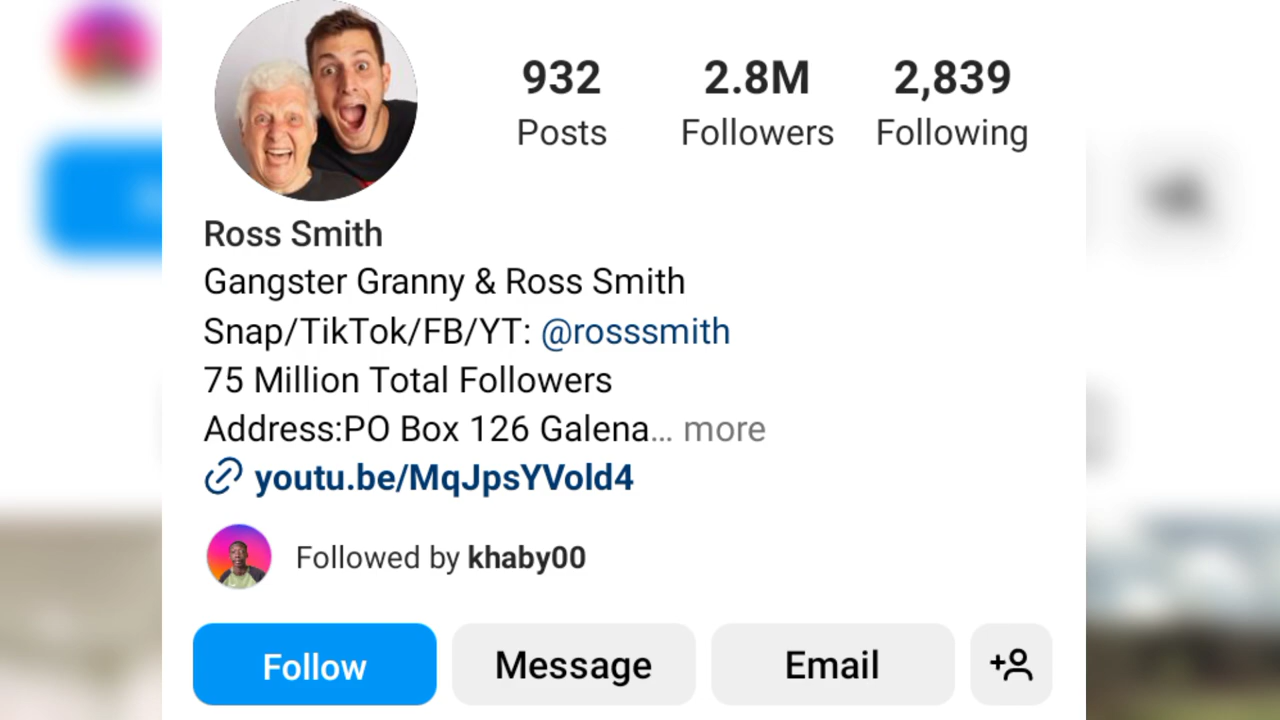 932 2.8M 2,839
Posts Followers Following
Ross Smith
Gangster Granny & Ross Smith
Snap/TikTok/FB/YT: @rosssmith
75 Million Total Followers
Address:PO Box 126 Galena... more
youtu.be/MqJpsYVold4
Followed by khaby00
Follow Message Email